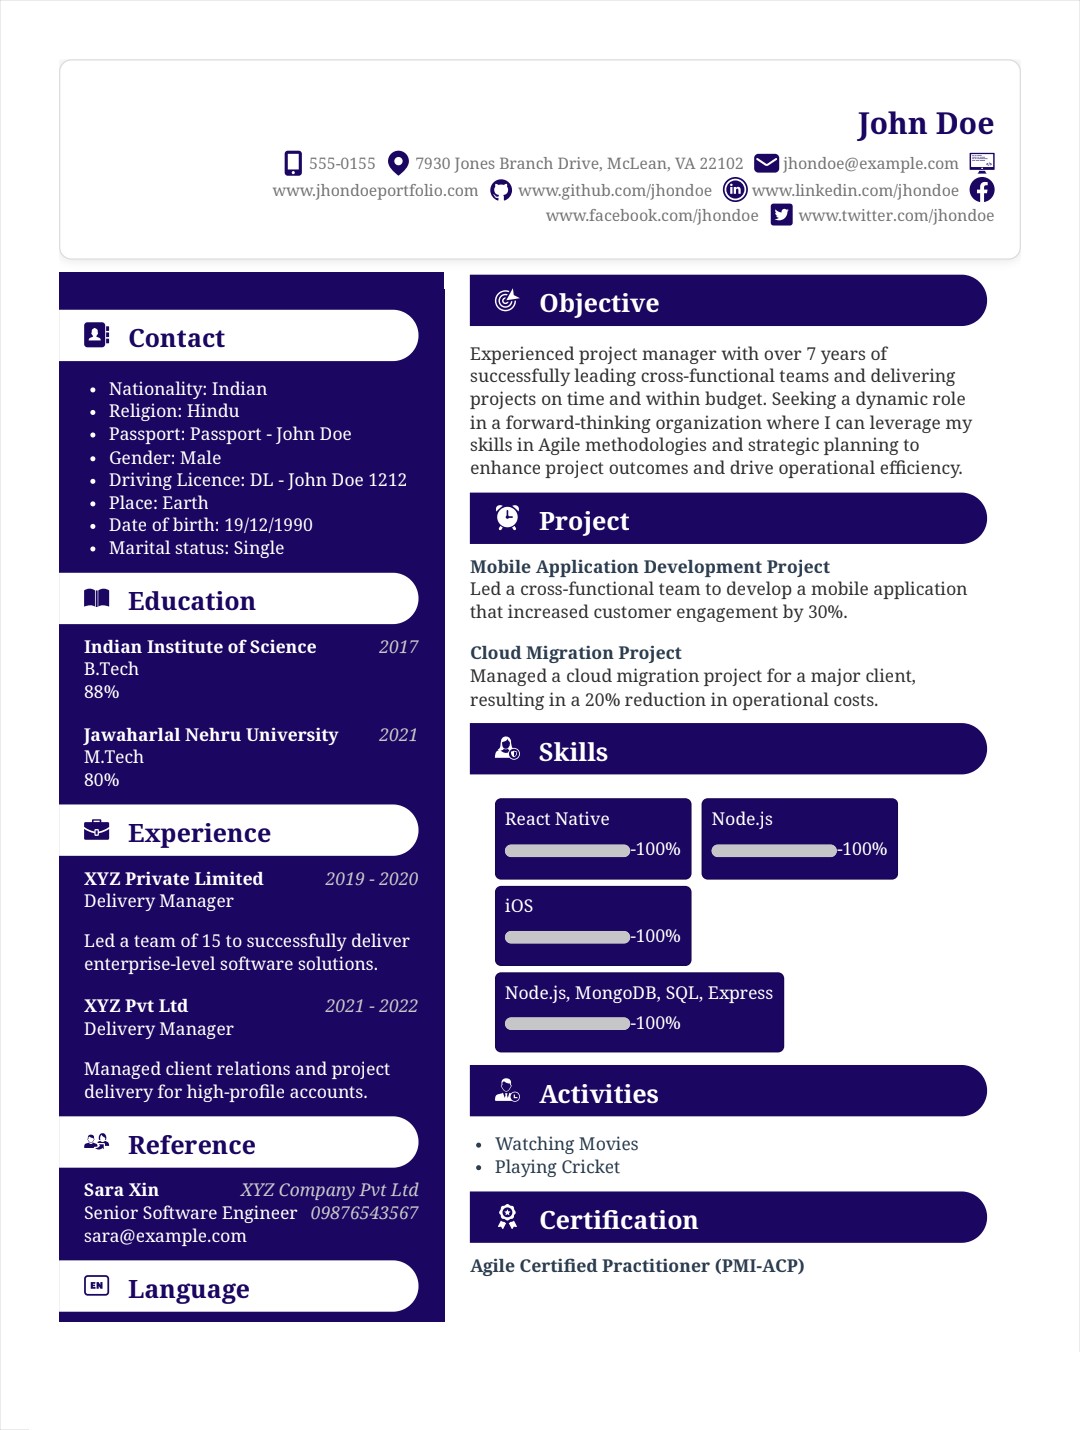 John Doe
555-0155 7930 Jones Branch Drive, McLean, VA 22102 jhondoe@example.com
www.jhondoeportfolio.com www.github.com/jhondoe www.linkedin.com/jhondoe
www.facebook.com/jhondoe www.twitter.com/jhondoe
Contact
• Nationality: Indian
• Religion: Hindu
• Passport: Passport - John Doe
• Gender: Male
• Driving Licence: DL - John Doe 1212
• Place: Earth
• Date of birth: 19/12/1990
• Marital status: Single
Education
Indian Institute of Science 2017
B.Tech
88%
Jawaharlal Nehru University 2021
M.Tech
80%
Experience
XYZ Private Limited 2019 - 2020
Delivery Manager
Led a team of 15 to successfully deliver
enterprise-level software solutions.
XYZ Pvt Ltd 2021 - 2022
Delivery Manager
Managed client relations and project
delivery for high-profile accounts.
Reference
Sara Xin XYZ Company Pvt Ltd
Senior Software Engineer 09876543567
sara@example.com
EN Language
Objective
Experienced project manager with over 7 years of
successfully leading cross-functional teams and delivering
projects on time and within budget. Seeking a dynamic role
in a forward-thinking organization where I can leverage my
skills in Agile methodologies and strategic planning to
enhance project outcomes and drive operational efficiency.
Project
Mobile Application Development Project
Led a cross-functional team to develop a mobile application
that increased customer engagement by 30%.
Cloud Migration Project
Managed a cloud migration project for a major client,
resulting in a 20% reduction in operational costs.
Skills
React Native Node.js
-100% -100%
iOS
-100%
Node.js, MongoDB, SQL, Express
-100%
Activities
• Watching Movies
• Playing Cricket
Certification
Agile Certified Practitioner (PMI-ACP)